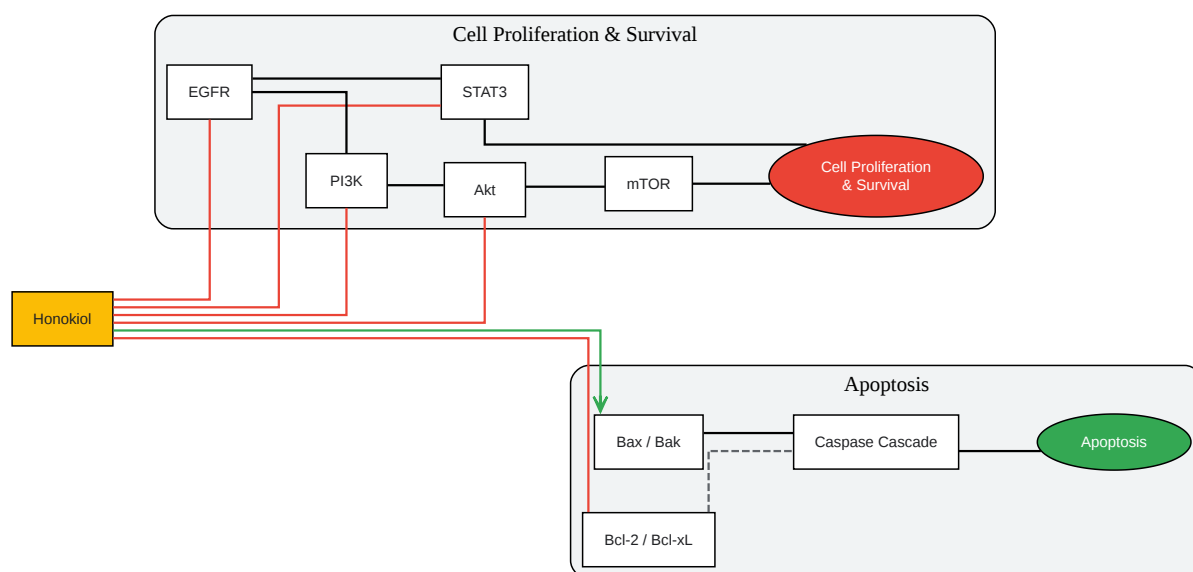 Cell Proliferation & Survival
EGFR
STAT3
PI3K
Akt
mTOR
Cell Proliferation
& Survival
Honokiol
Apoptosis
Bax / Bak
Caspase Cascade
Apoptosis
Bcl-2 / Bcl-xL